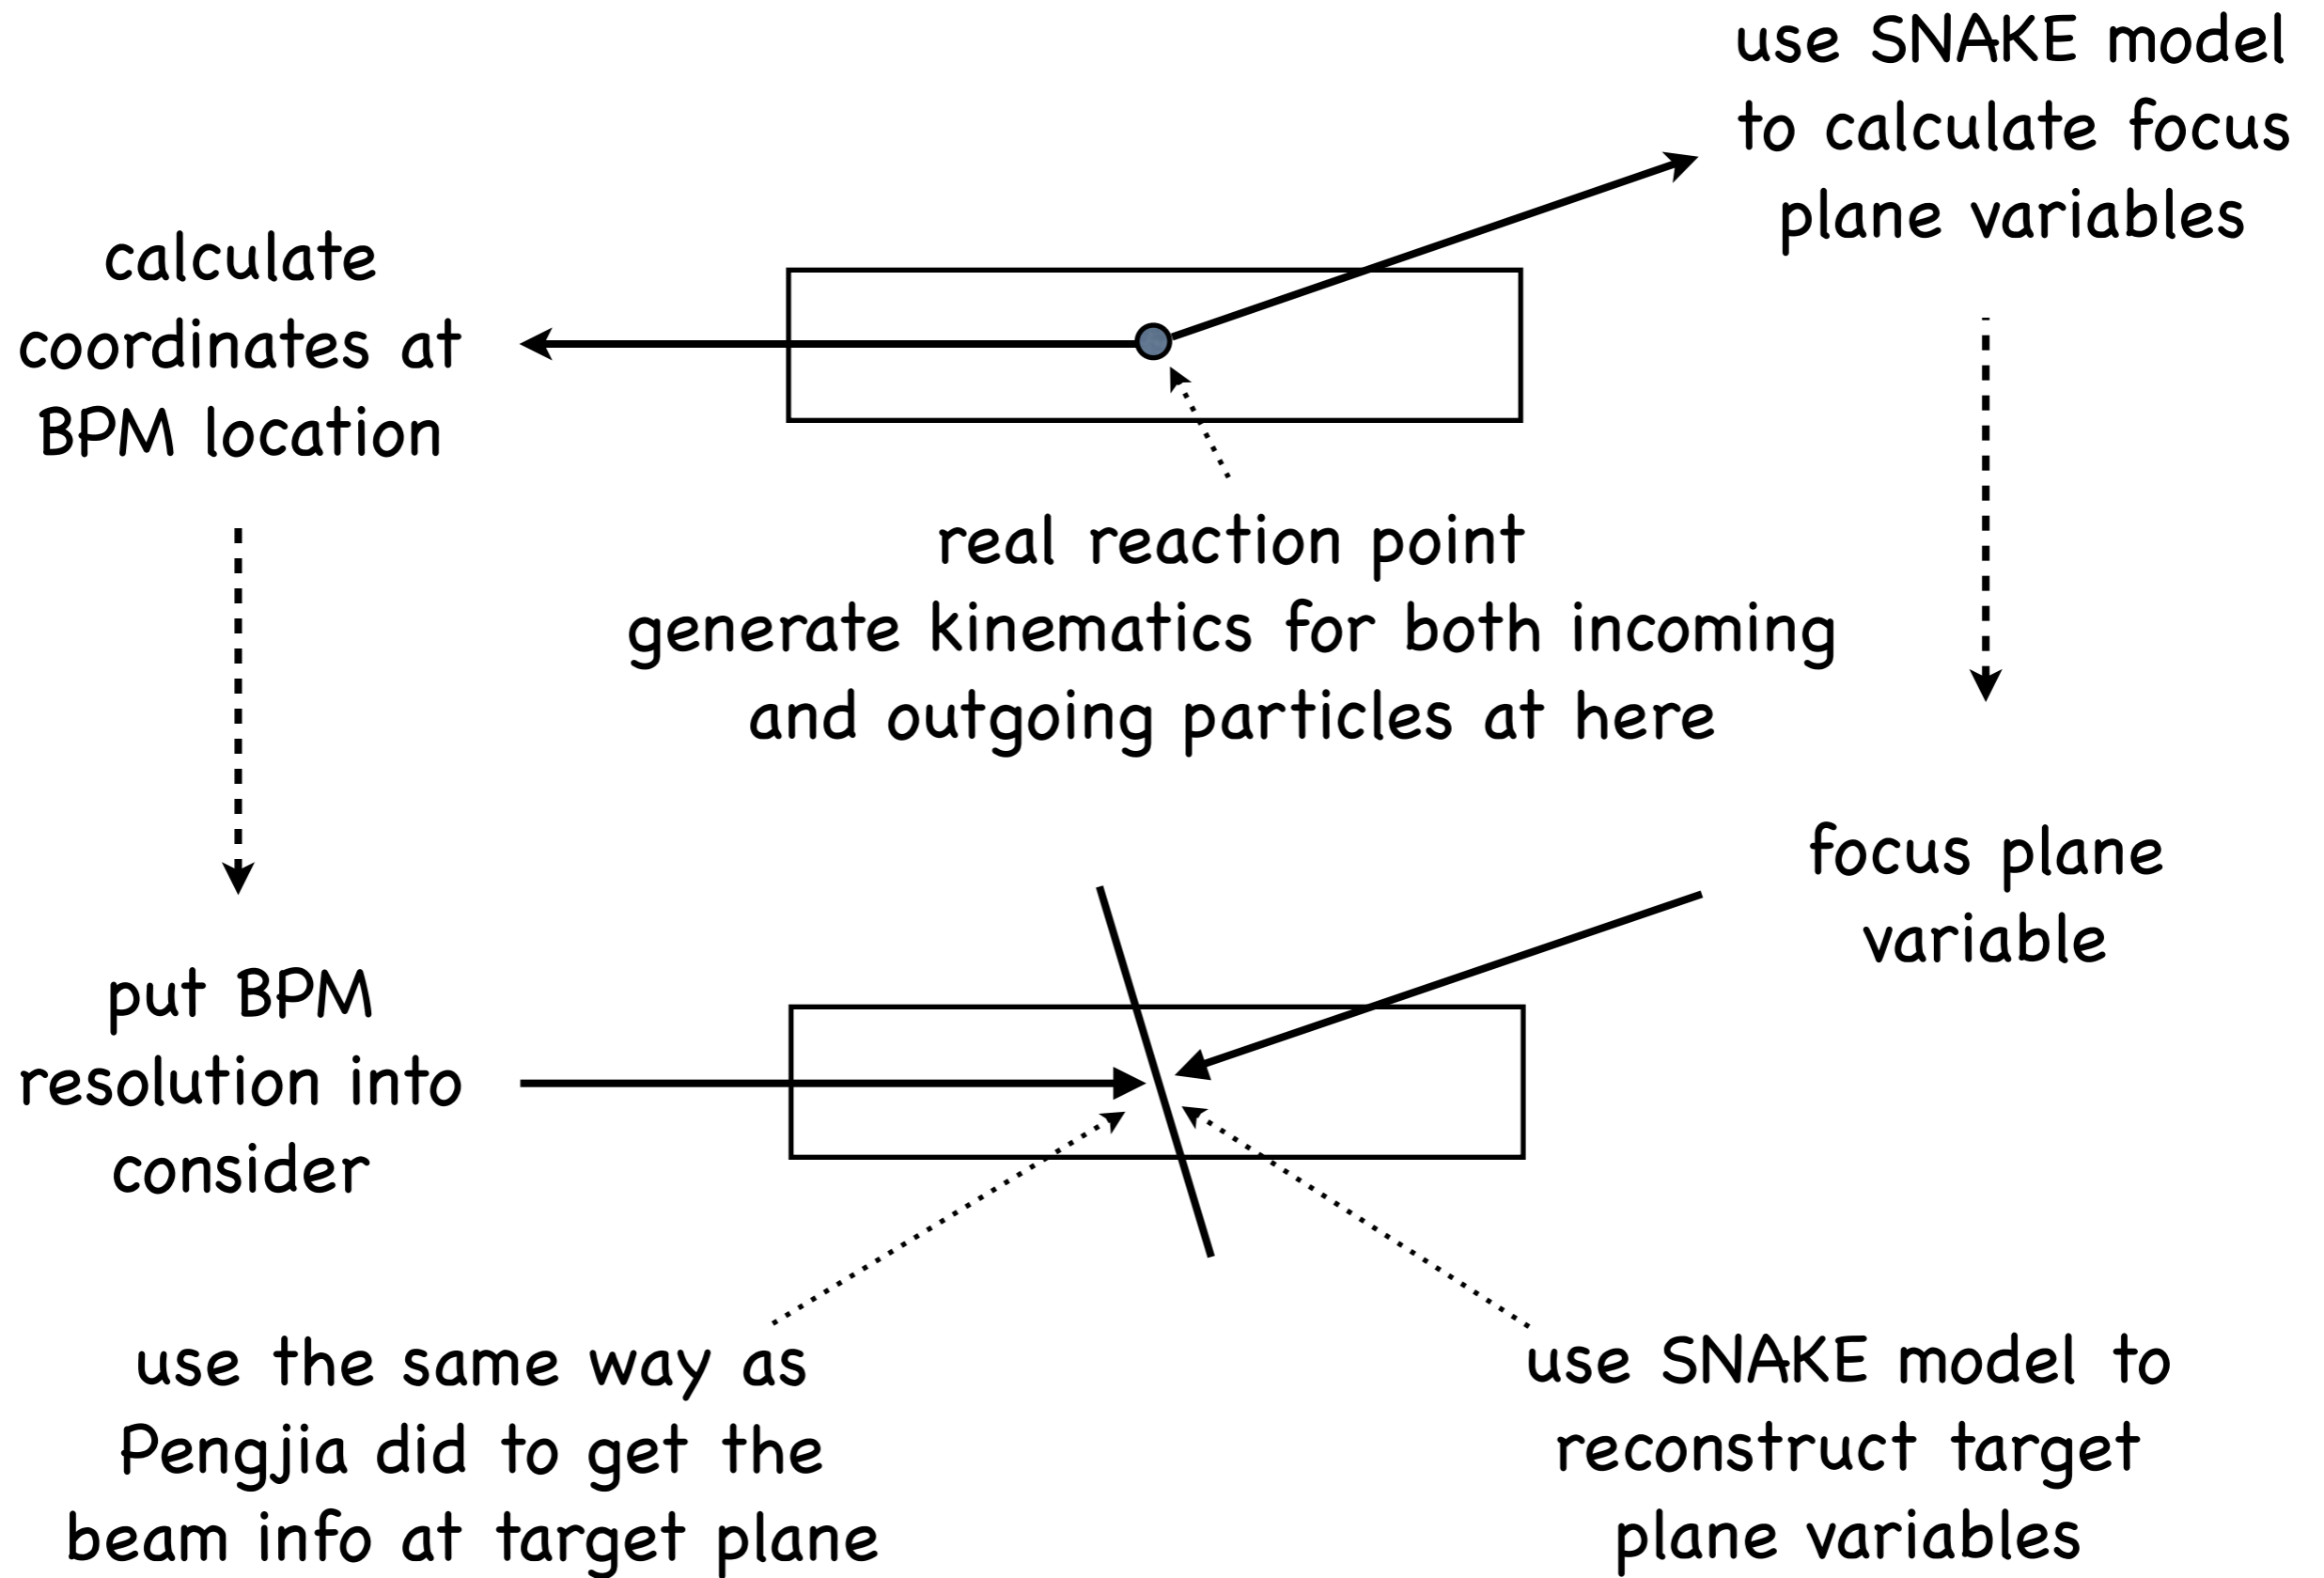 use SNAKE model
to calculate focus
plane variables
calculate
coordinates at
BPM location
real reaction point
generate kinematics for both incoming
and outgoing particles at here
focus plane
variable
put BPM
resolution into
consider
use the same way as
Pengjia did to get the
beam info at target plane
use SNAKE model to
reconstruct target
plane variables